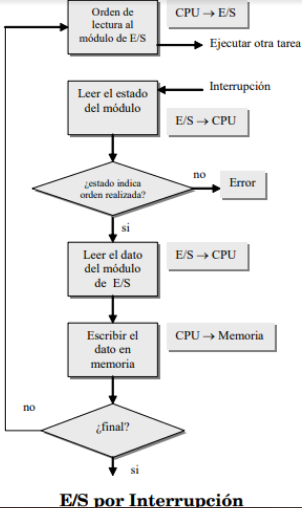 Orden de
lectura al
módulo de E/S
CPU → E/S
Ejecutar otra tarea
Interrupción
Leer el estado
del módulo
E/S → CPU
¿estado indica
orden realizada?
no
Error
si
Leer el dato
del módulo
de E/S
E/S → CPU
Escribir el
dato en
memoria
CPU → Memoria
no
¿final?
si
E/S por Interrupción